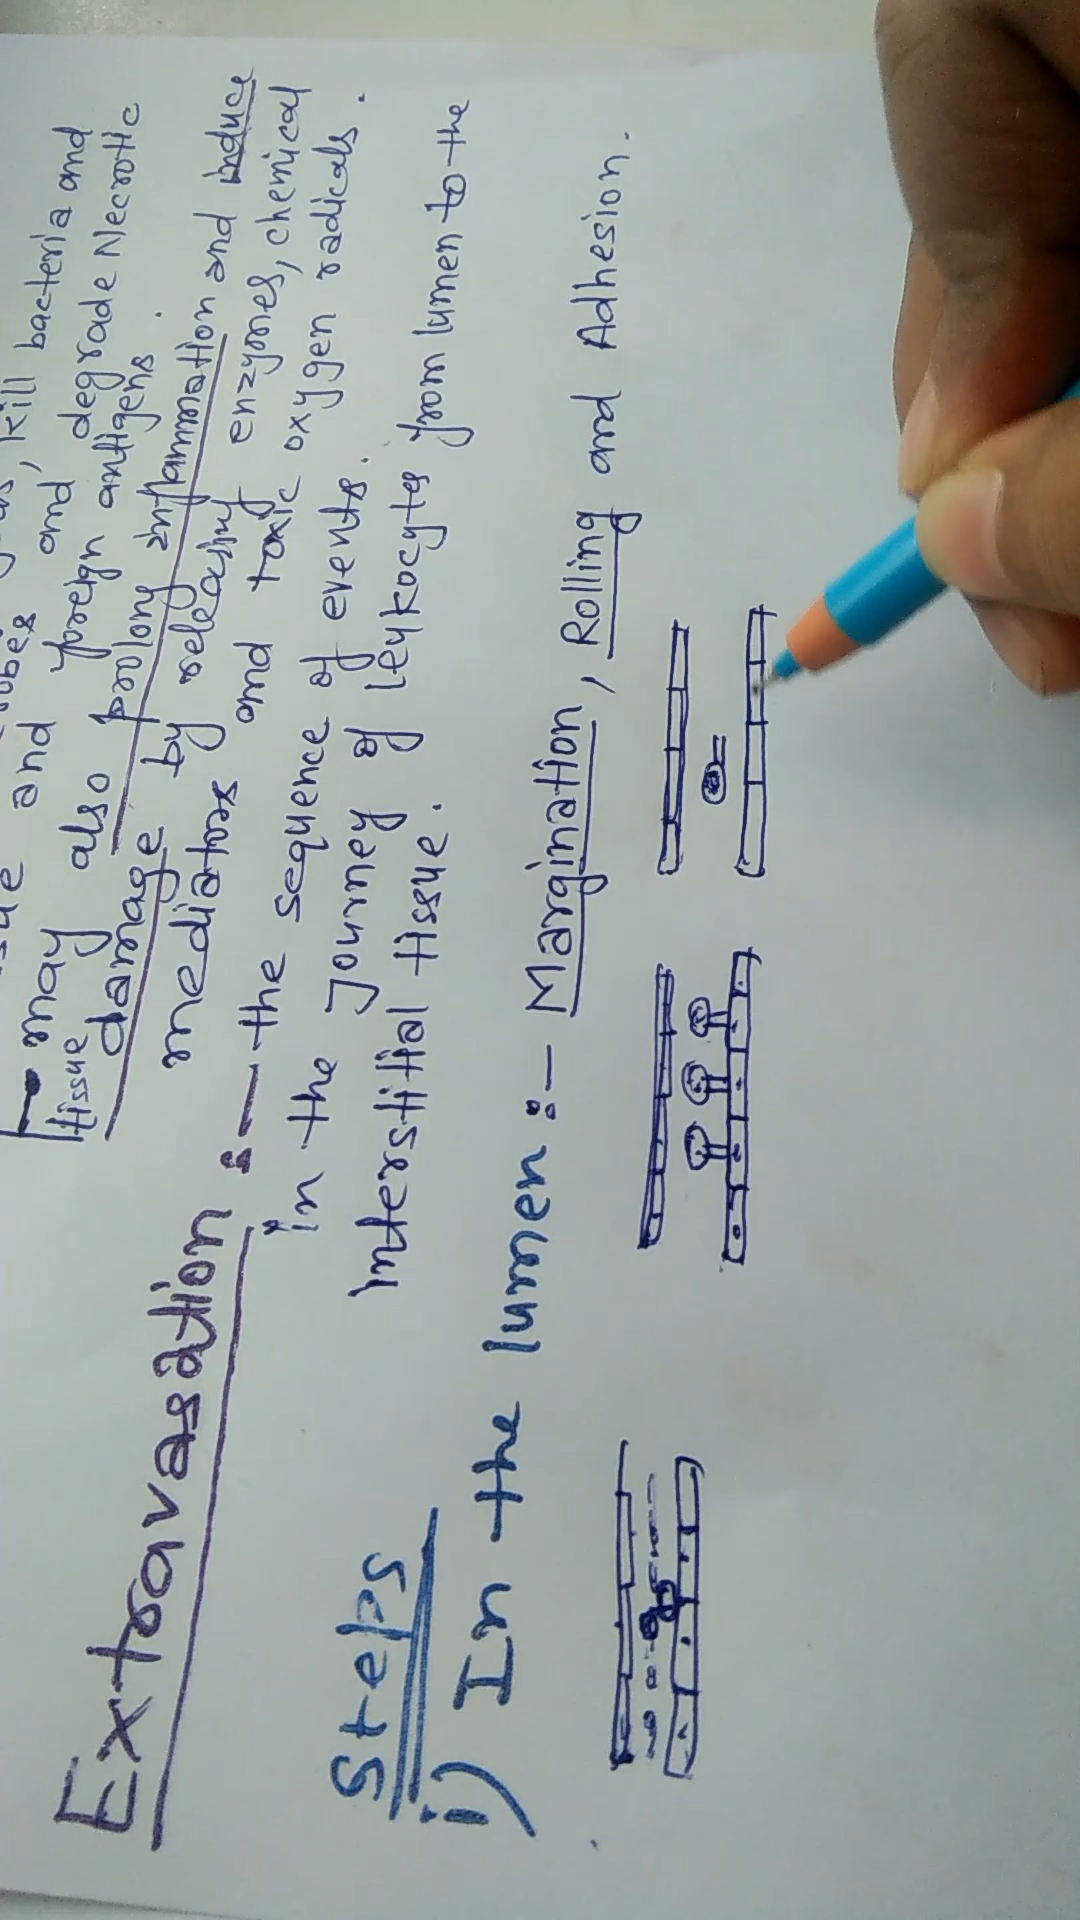 kill bacteria and
and degrade Necrotic
and foreign antigens.
may also prolong inflammation and induce
tissue damage by releasing enzymes, chemical
mediators and toxic oxygen radicals.
Extravasation :— the sequence of events
in the Journey of leukocytes from lumen to the
interstitial tissue.
Steps
i) In the lumen :- Margination, Rolling and Adhesion.